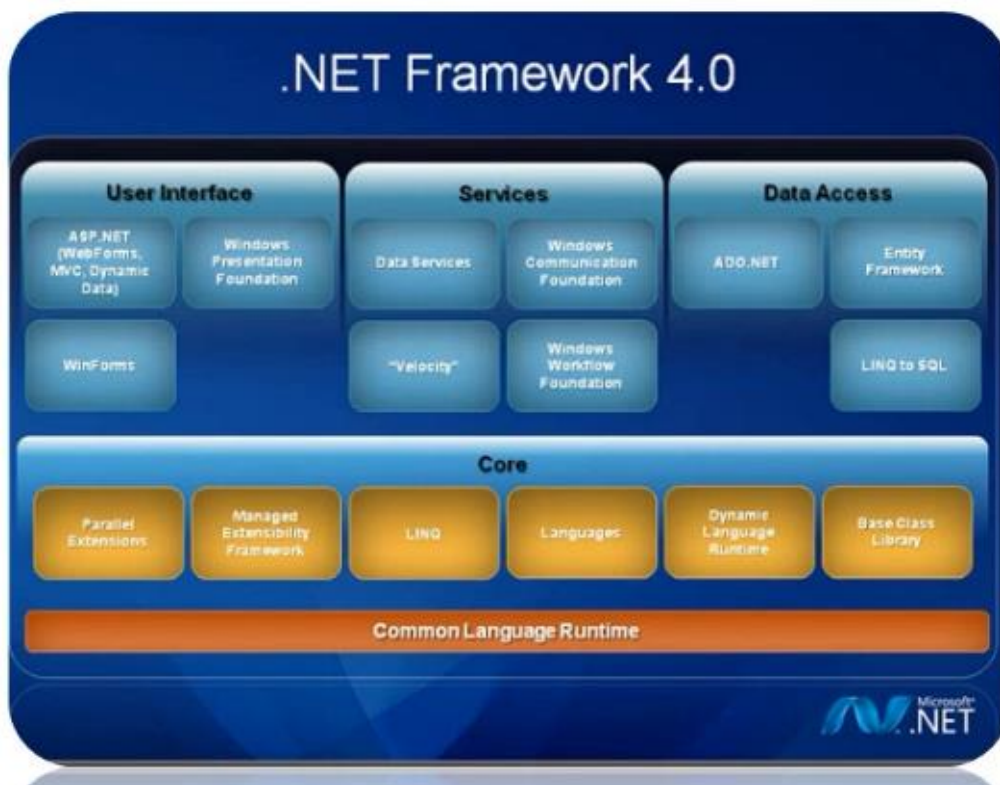 .NET Framework 4.0
User Interface
ASP.NET
(WebForms,
MVC, Dynamic
Data)
Windows
Presentation
Foundation
WinForms
Services
Data Services
Windows
Communication
Foundation
"Velocity"
Windows
Workflow
Foundation
Data Access
ADO.NET
Entity
Framework
LINQ to SQL
Core
Parallel
Extensions
Managed
Extensibility
Framework
LINQ
Languages
Dynamic
Language
Runtime
Base Class
Library
Common Language Runtime
Microsoft®
.NET